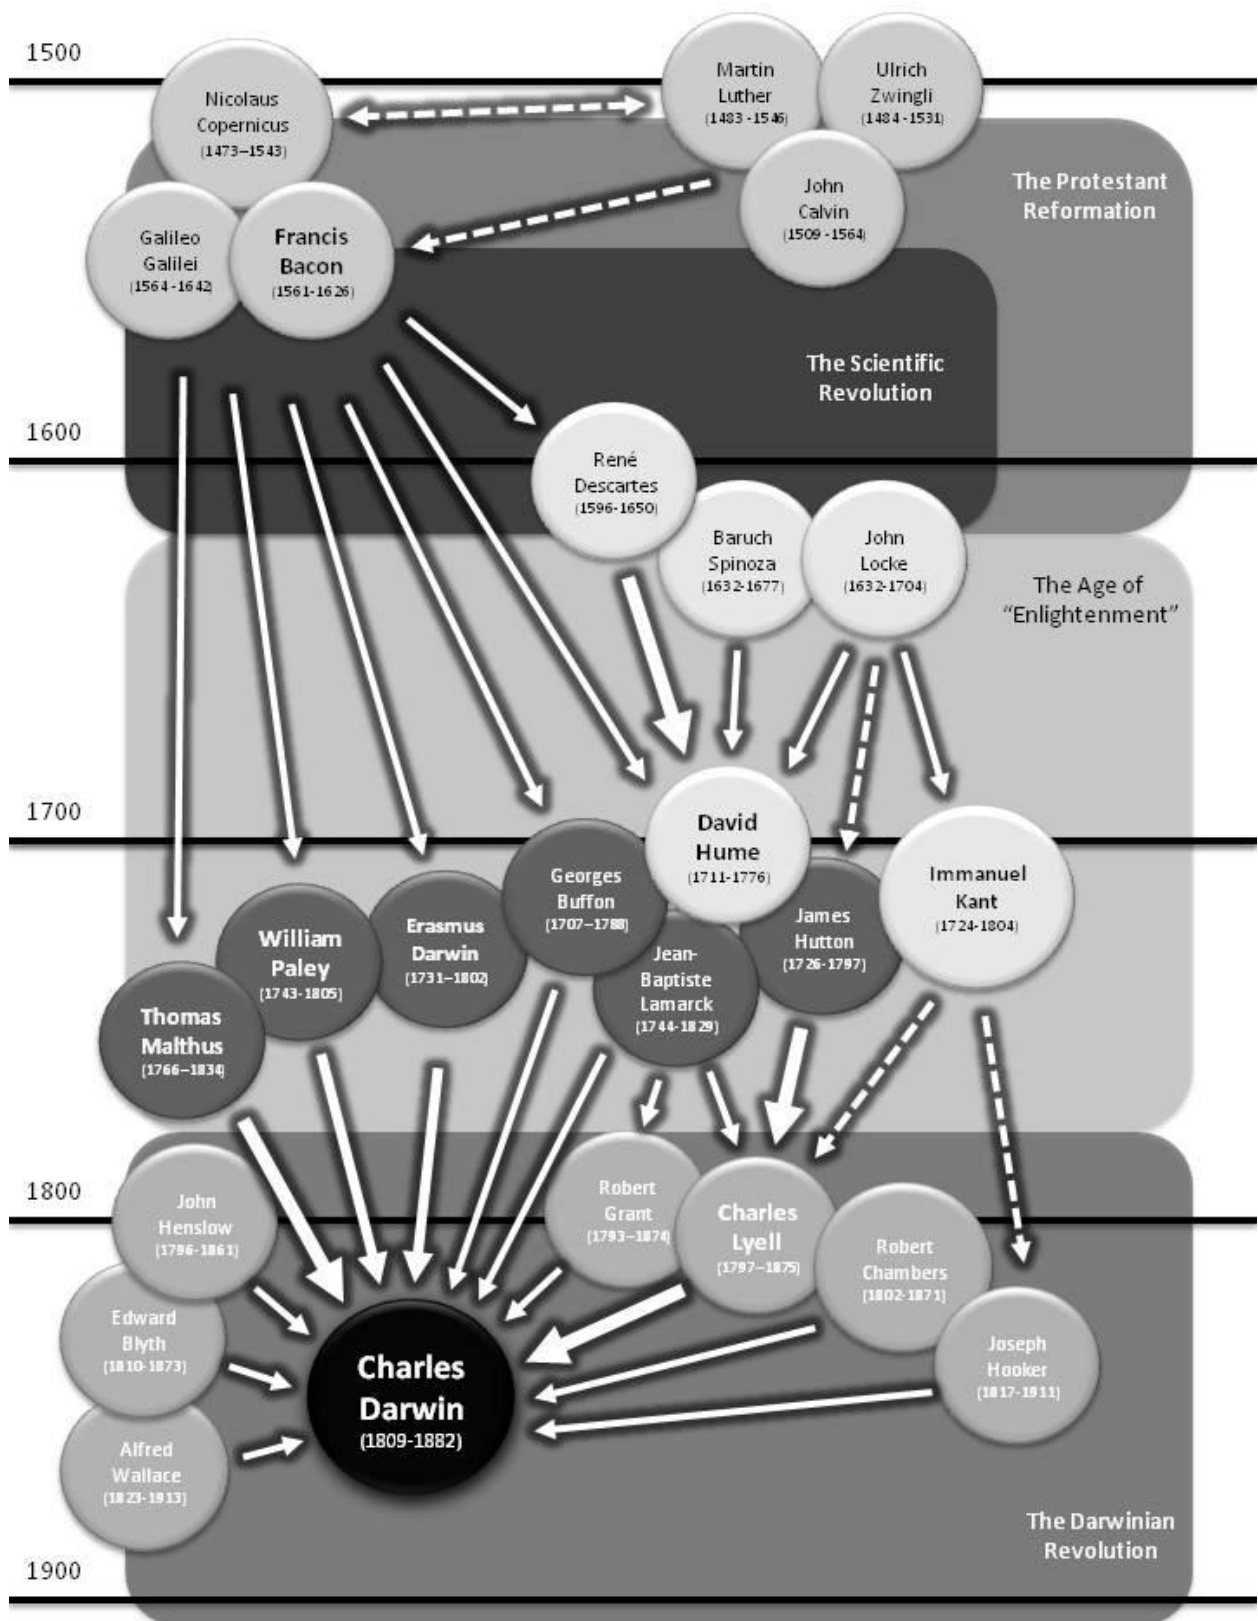 1500
Nicolaus
Copernicus
(1473–1543)
Martin
Luther
(1483 -1546)
Ulrich
Zwingli
(1484 -1531)
John
Calvin
(1509 -1564)
The Protestant
Reformation
Galileo
Galilei
(1564 -1642)
Francis
Bacon
(1561-1626)
The Scientific
Revolution
1600
René
Descartes
(1596-1650)
Baruch
Spinoza
(1632-1677)
John
Locke
(1632-1704)
The Age of
“Enlightenment”
1700
David
Hume
(1711-1776)
Georges
Buffon
(1707–1788)
Immanuel
Kant
(1724-1804)
James
Hutton
(1726-1797)
Erasmus
Darwin
(1731–1802)
William
Paley
(1743-1805)
Jean-
Baptiste
Lamarck
(1744-1829)
Thomas
Malthus
(1766–1834)
1800
John
Henslow
(1796-1861)
Robert
Grant
(1793–1874)
Charles
Lyell
(1797–1875)
Robert
Chambers
(1802-1871)
Edward
Blyth
(1810-1873)
Charles
Darwin
(1809-1882)
Joseph
Hooker
(1817-1911)
Alfred
Wallace
(1823-1913)
The Darwinian
Revolution
1900